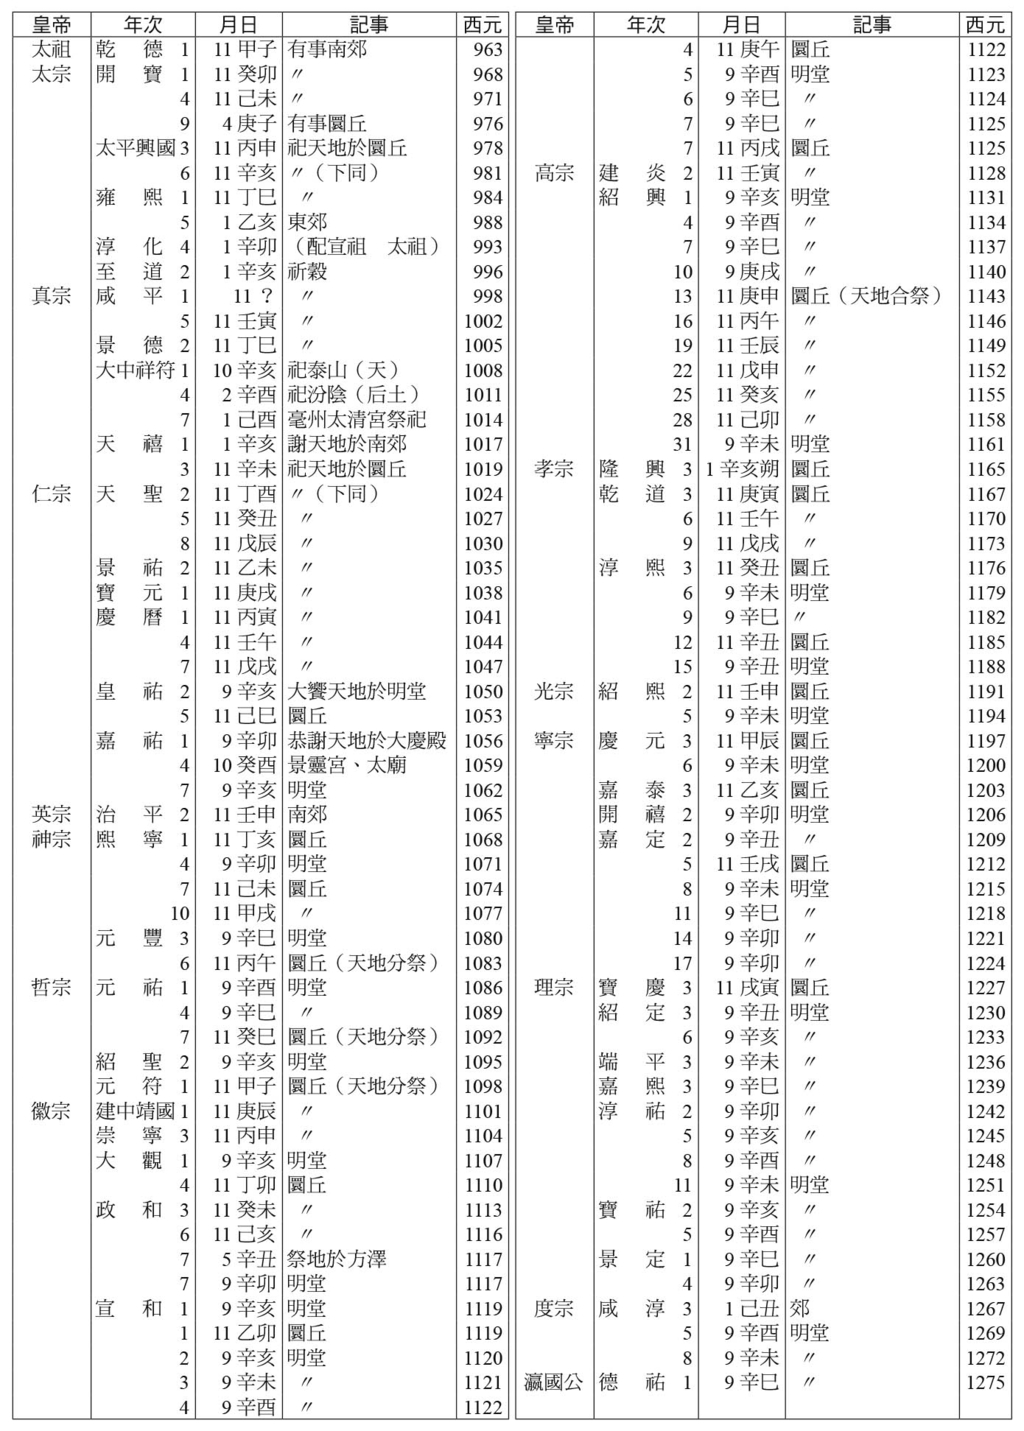 皇帝 年次 月日 記事 西元
太祖 乾德 1 11 甲子 有事南郊 963
太宗 開寶 1 11 癸卯 〃 968
4 11 己未 〃 971
9 4 庚子 有事圜丘 976
太平興國 3 11 丙申 祀天地於圜丘 978
6 11 辛亥 〃（下同） 981
雍熙 1 11 丁巳 〃 984
5 1 乙亥 東郊 988
淳化 4 1 辛卯 （配宣祖　太祖） 993
至道 2 1 辛亥 祈穀 996
真宗 咸平 1 11 ? 〃 998
5 11 壬寅 〃 1002
景德 2 11 丁巳 〃 1005
大中祥符 1 10 辛亥 祀泰山（天） 1008
4 2 辛酉 祀汾陰（后土） 1011
7 1 己酉 亳州太清宮祭祀 1014
天禧 1 1 辛亥 謝天地於南郊 1017
3 11 辛未 祀天地於圜丘 1019
仁宗 天聖 2 11 丁酉 〃（下同） 1024
5 11 癸丑 〃 1027
8 11 戊辰 〃 1030
景祐 2 11 乙未 〃 1035
寶元 1 11 庚戌 〃 1038
慶曆 1 11 丙寅 〃 1041
4 11 壬午 〃 1044
7 11 戊戌 〃 1047
皇祐 2 9 辛亥 大饗天地於明堂 1050
5 11 己巳 圜丘 1053
嘉祐 1 9 辛卯 恭謝天地於大慶殿 1056
4 10 癸酉 景靈宮、太廟 1059
7 9 辛亥 明堂 1062
英宗 治平 2 11 壬申 南郊 1065
神宗 熙寧 1 11 丁亥 圜丘 1068
4 9 辛卯 明堂 1071
7 11 己未 圜丘 1074
10 11 甲戌 〃 1077
元豐 3 9 辛巳 明堂 1080
6 11 丙午 圜丘（天地分祭） 1083
哲宗 元祐 1 9 辛酉 明堂 1086
4 9 辛巳 〃 1089
7 11 癸巳 圜丘（天地分祭） 1092
紹聖 2 9 辛亥 明堂 1095
元符 1 11 甲子 圜丘（天地分祭） 1098
徽宗 建中靖國 1 11 庚辰 〃 1101
崇寧 3 11 丙申 〃 1104
大觀 1 9 辛亥 明堂 1107
4 11 丁卯 圜丘 1110
政和 3 11 癸未 〃 1113
6 11 己亥 〃 1116
7 5 辛丑 祭地於方澤 1117
7 9 辛卯 明堂 1117
宣和 1 9 辛亥 明堂 1119
1 11 乙卯 圜丘 1119
2 9 辛亥 明堂 1120
3 9 辛未 〃 1121
4 9 辛酉 〃 1122
皇帝 年次 月日 記事 西元
4 11 庚午 圜丘 1122
5 9 辛酉 明堂 1123
6 9 辛巳 〃 1124
7 9 辛巳 〃 1125
7 11 丙戌 圜丘 1125
高宗 建炎 2 11 壬寅 〃 1128
紹興 1 9 辛亥 明堂 1131
4 9 辛酉 〃 1134
7 9 辛巳 〃 1137
10 9 庚戌 〃 1140
13 11 庚申 圜丘（天地合祭） 1143
16 11 丙午 〃 1146
19 11 壬辰 〃 1149
22 11 戊申 〃 1152
25 11 癸亥 〃 1155
28 11 己卯 〃 1158
31 9 辛未 明堂 1161
孝宗 隆興 3 1 辛亥朔 圜丘 1165
乾道 3 11 庚寅 圜丘 1167
6 11 壬午 〃 1170
9 11 戊戌 〃 1173
淳熙 3 11 癸丑 圜丘 1176
6 9 辛未 明堂 1179
9 9 辛巳 〃 1182
12 11 辛丑 圜丘 1185
15 9 辛丑 明堂 1188
光宗 紹熙 2 11 壬申 圜丘 1191
5 9 辛未 明堂 1194
寧宗 慶元 3 11 甲辰 圜丘 1197
6 9 辛未 明堂 1200
嘉泰 3 11 乙亥 圜丘 1203
開禧 2 9 辛卯 明堂 1206
嘉定 2 9 辛丑 〃 1209
5 11 壬戌 圜丘 1212
8 9 辛未 明堂 1215
11 9 辛巳 〃 1218
14 9 辛卯 〃 1221
17 9 辛卯 〃 1224
理宗 寶慶 3 11 戌寅 圜丘 1227
紹定 3 9 辛丑 明堂 1230
6 9 辛亥 〃 1233
端平 3 9 辛未 〃 1236
嘉熙 3 9 辛巳 〃 1239
淳祐 2 9 辛卯 〃 1242
5 9 辛亥 〃 1245
8 9 辛酉 〃 1248
11 9 辛未 明堂 1251
寶祐 2 9 辛亥 〃 1254
5 9 辛酉 〃 1257
景定 1 9 辛巳 〃 1260
4 9 辛卯 〃 1263
度宗 咸淳 3 1 己丑 郊 1267
5 9 辛酉 明堂 1269
8 9 辛未 〃 1272
瀛國公 德祐 1 9 辛巳 〃 1275